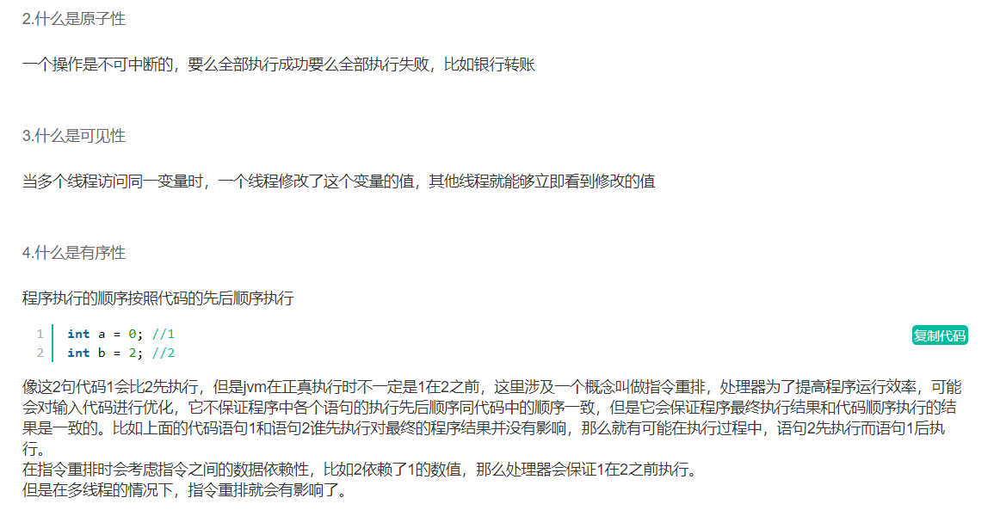 2.什么是原子性
一个操作是不可中断的，要么全部执行成功要么全部执行失败，比如银行转账
3.什么是可见性
当多个线程访问同一变量时，一个线程修改了这个变量的值，其他线程就能够立即看到修改的值
4.什么是有序性
程序执行的顺序按照代码的先后顺序执行
1 int a = 0; //1
复制代码
2 int b = 2; //2
像这2句代码1会比2先执行，但是jvm在正真执行时不一定是1在2之前，这里涉及一个概念叫做指令重排，处理器为了提高程序运行效率，可能
会对输入代码进行优化，它不保证程序中各个语句的执行先后顺序同代码中的顺序一致，但是它会保证程序最终执行结果和代码顺序执行的结
果是一致的。比如上面的代码语句1和语句2谁先执行对最终的程序结果并没有影响，那么就有可能在执行过程中，语句2先执行而语句1后执
行。
在指令重排时会考虑指令之间的数据依赖性，比如2依赖了1的数值，那么处理器会保证1在2之前执行。
但是在多线程的情况下，指令重排就会有影响了。